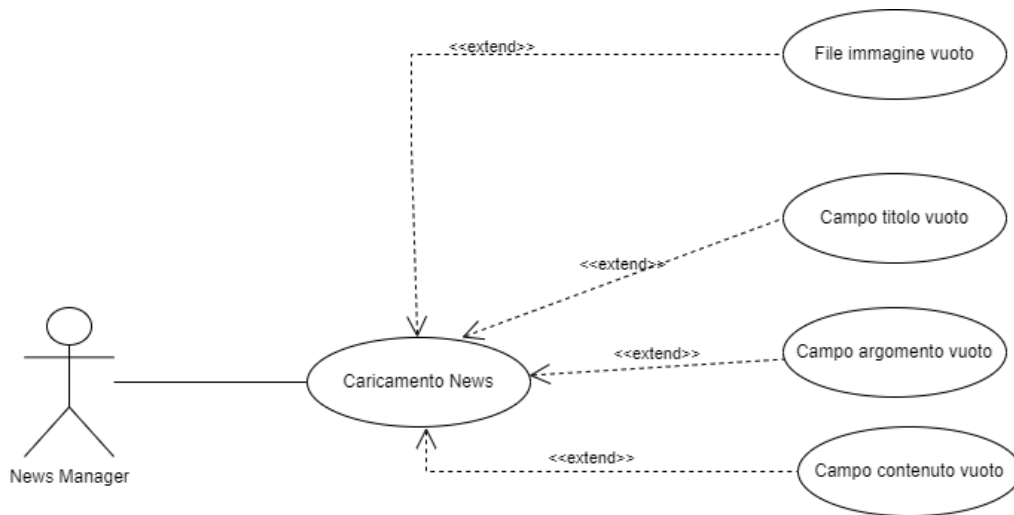 <<extend>>
File immagine vuoto
Campo titolo vuoto
<<extend>>
<<extend>>
Campo argomento vuoto
Caricamento News
<<extend>>
Campo contenuto vuoto
News Manager